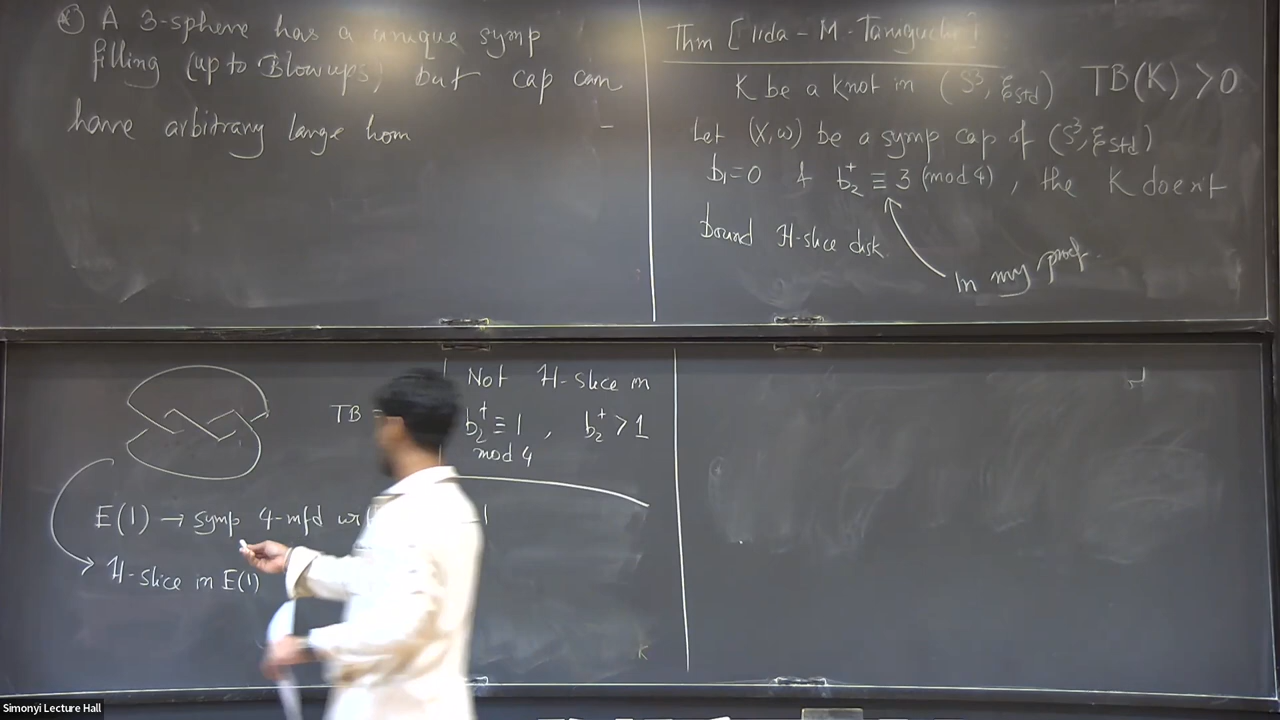 A 3-sphere has a unique symp
filling (up to Blowups) but cap can
have arbitrary large hom
Thm [Iida - M - Taniguchi]
K be a knot in (S³, ξstd) TB(K) > 0
Let (X, ω) be a symp cap of (S³, ξstd)
b₁=0 & b₂⁺ ≡ 3 (mod 4), the K doesn't
bound H-slice disk.
In my proof.
TB
E(1) → symp 4-mfd
H-slice in E(1)
Not H-slice in
b₂⁺ ≡ 1, b₂⁺ > 1
mod 4
K
Simonyi Lecture Hall